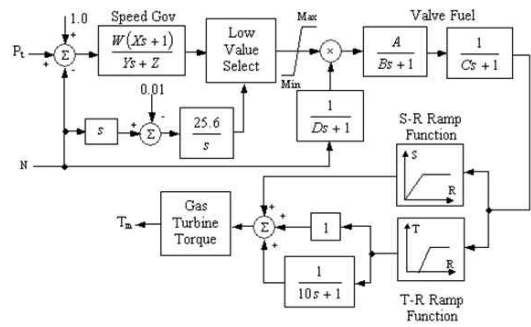 Speed Gov
1.0
P_t
+
+
-
Σ
W(Xs+1)
Ys+Z
Low
Value
Select
Max
Min
×
Valve Fuel
A
Bs+1
1
Cs+1
0.01
s
+
-
Σ
25.6
s
1
Ds+1
N
S-R Ramp
Function
S
R
T_m
Gas
Turbine
Torque
+
+
+
Σ
1
1
10s+1
T
R
T-R Ramp
Function